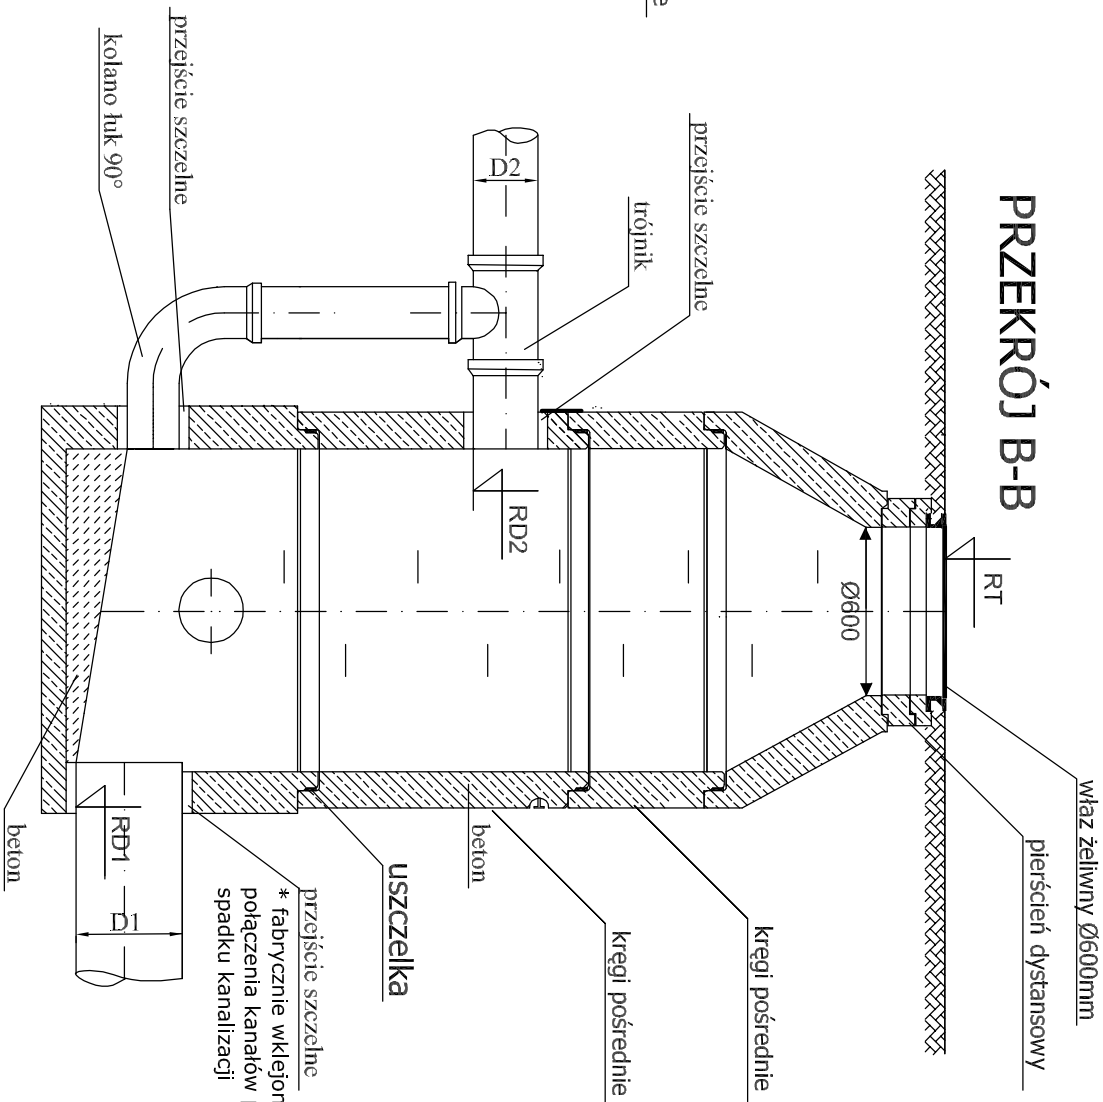 PRZEKRÓJ B-B
właz żeliwny Ø600mm
pierścień dystansowy
RT
Ø600
kręgi pośrednie
kręgi pośrednie
przejście szczelne
trójnik
D2
RD2
beton
uszczelka
przejście szczelne
* fabrycznie wklejon
połączenia kanałów
spadku kanalizacji
przejście szczelne
kolano łuk 90°
RD1
D1
beton